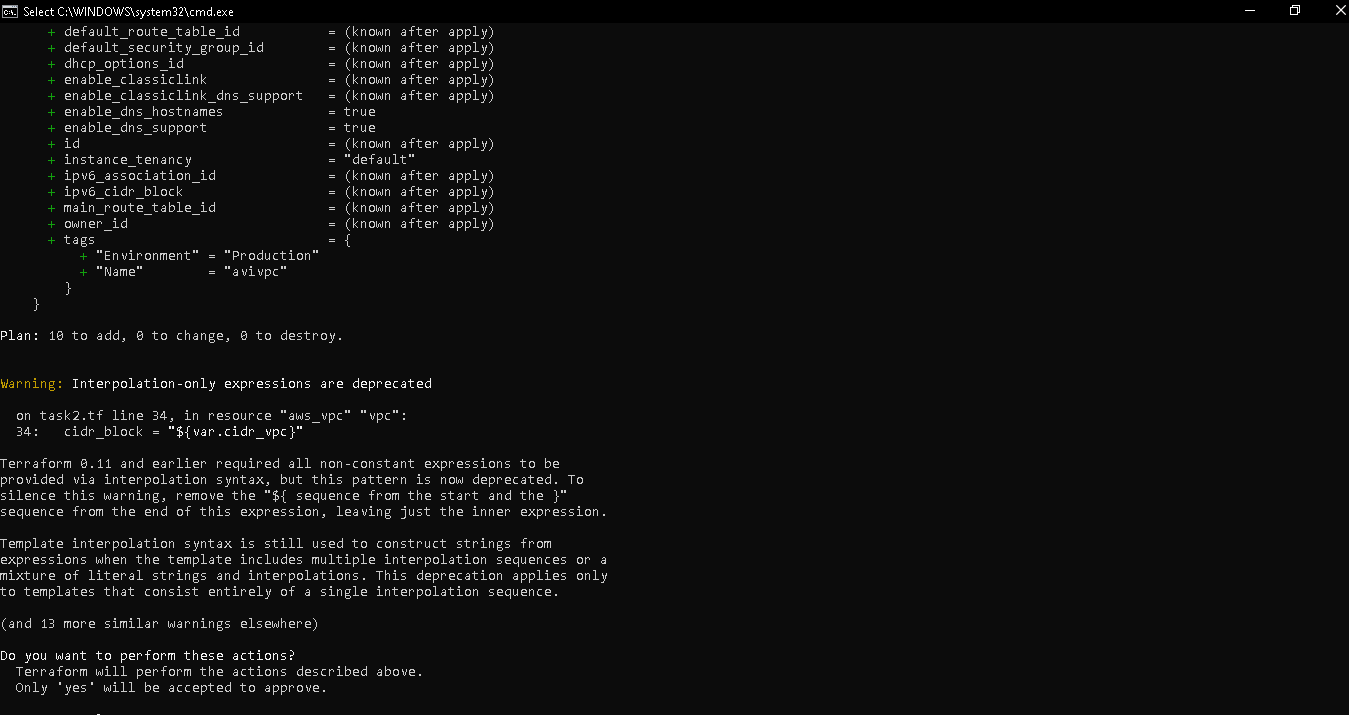 Select C:\WINDOWS\system32\cmd.exe
+ default_route_table_id = (known after apply)
+ default_security_group_id = (known after apply)
+ dhcp_options_id = (known after apply)
+ enable_classiclink = (known after apply)
+ enable_classiclink_dns_support = (known after apply)
+ enable_dns_hostnames = true
+ enable_dns_support = true
+ id = (known after apply)
+ instance_tenancy = "default"
+ ipv6_association_id = (known after apply)
+ ipv6_cidr_block = (known after apply)
+ main_route_table_id = (known after apply)
+ owner_id = (known after apply)
+ tags = {
+ "Environment" = "Production"
+ "Name" = "avivpc"
}
}
Plan: 10 to add, 0 to change, 0 to destroy.
Warning: Interpolation-only expressions are deprecated
on task2.tf line 34, in resource "aws_vpc" "vpc":
34: cidr_block = "${var.cidr_vpc}"
Terraform 0.11 and earlier required all non-constant expressions to be
provided via interpolation syntax, but this pattern is now deprecated. To
silence this warning, remove the "${ sequence from the start and the }"
sequence from the end of this expression, leaving just the inner expression.
Template interpolation syntax is still used to construct strings from
expressions when the template includes multiple interpolation sequences or a
mixture of literal strings and interpolations. This deprecation applies only
to templates that consist entirely of a single interpolation sequence.
(and 13 more similar warnings elsewhere)
Do you want to perform these actions?
Terraform will perform the actions described above.
Only 'yes' will be accepted to approve.